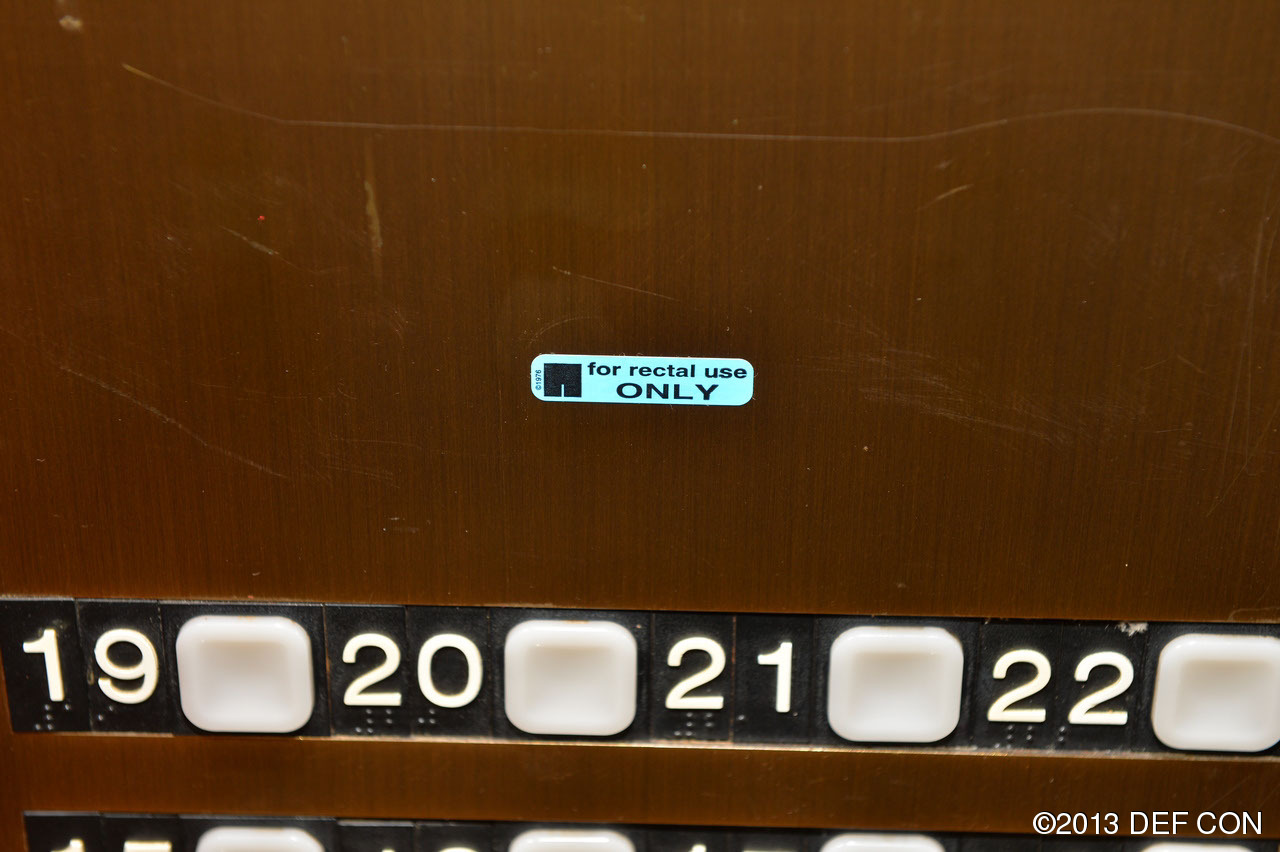 ©1976
for rectal use
ONLY
19 20 21 22
©2013 DEF CON